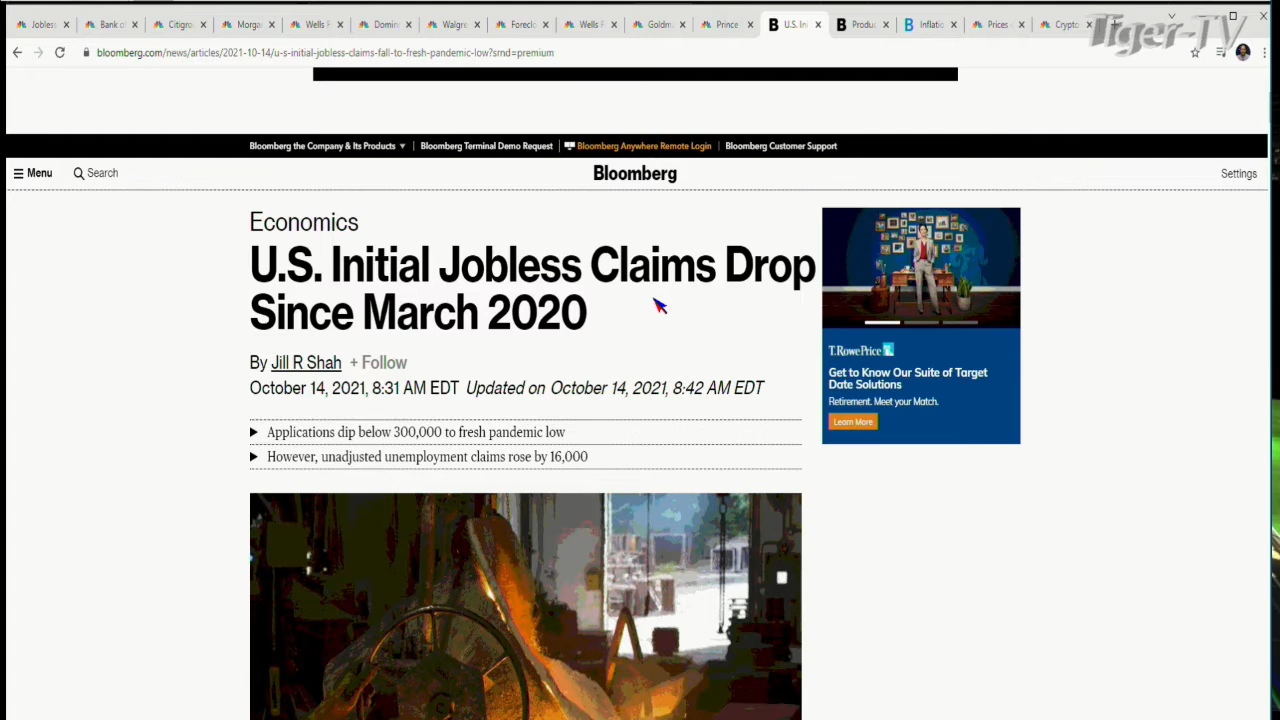 Jobless
Bank of
Citigro
Morga
Wells F
Domin
Walgre
Forecl
Wells F
Goldm
Prince
U.S. In
Produc
Inflatio
Prices
Crypto
Tiger-TV
bloomberg.com/news/articles/2021-10-14/u-s-initial-jobless-claims-fall-to-fresh-pandemic-low?srnd=premium
Bloomberg the Company & Its Products
Bloomberg Terminal Demo Request
Bloomberg Anywhere Remote Login
Bloomberg Customer Support
Menu
Search
Bloomberg
Settings
Economics
U.S. Initial Jobless Claims Drop
Since March 2020
By Jill R Shah + Follow
October 14, 2021, 8:31 AM EDT Updated on October 14, 2021, 8:42 AM EDT
Applications dip below 300,000 to fresh pandemic low
However, unadjusted unemployment claims rose by 16,000
T.RowePrice
Get to Know Our Suite of Target
Date Solutions
Retirement. Meet your Match.
Learn More